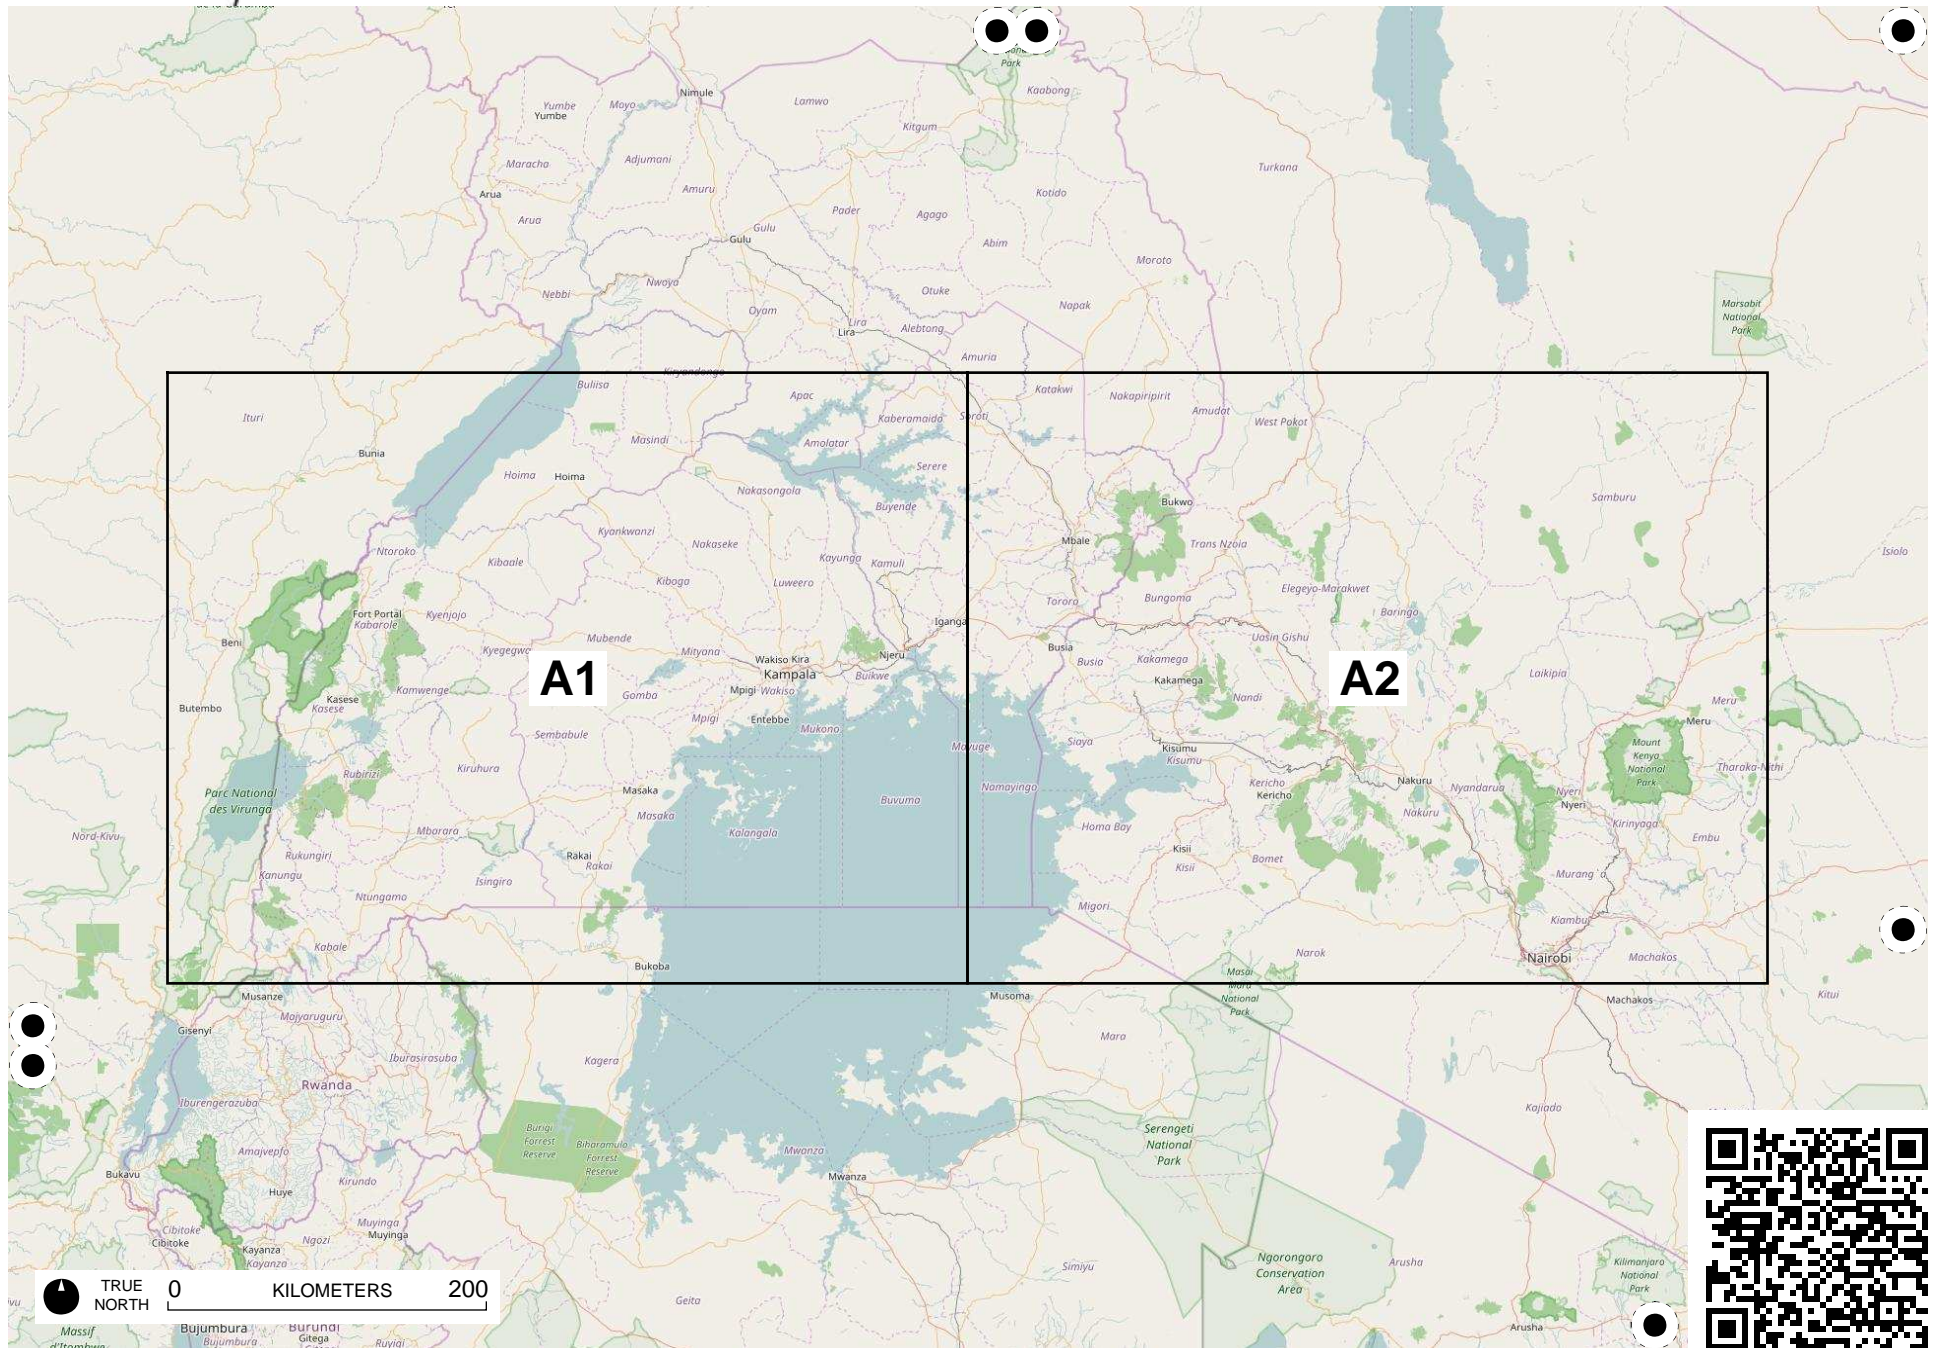 Park
Kaabong
Nimule
Yumbe
Yumbe
Moyo
Lamwo
Kitgum
Maracha
Adjumani
Turkana
Arua
Amuru
Kotido
Arua
Pader
Agago
Gulu
Gulu
Abim
Moroto
Nebbi
Nwoya
Otuke
Napak
Marsabit
National
Park
Oyam
Lira
Lira
Alebtong
Amuria
Kiryandongo
Buliisa
Apac
Katakwi
Nakapiripirit
Amudat
Ituri
Kaberamaido
Soroti
West Pokot
Masindi
Amolatar
Bunia
Serere
Hoima
Hoima
Nakasongola
Buyende
Bukwo
Samburu
Kyankwanzi
Nakaseke
Mbale
Trans Nzoia
Ntoroko
Kibaale
Kayunga
Kamuli
Isiolo
Kiboga
Luweero
Elegeyo-Marakwet
Fort Portal
Kabarole
Kyenjojo
Tororo
Bungoma
Baringo
Iganga
Beni
Mubende
Uasin Gishu
Kyegegwa
Mityana
Wakiso Kira
Kampala
Njeru
Busia
Busia
Kakamega
Kakamega
A1
A2
Laikipia
Buikwe
Mpigi Wakiso
Gomba
Kamwenge
Kasese
Kasese
Nandi
Meru
Meru
Butembo
Mpigi
Entebbe
Mukono
Sembabule
Mayuge
Siaya
Kisumu
Kisumu
Mount
Kenya
National
Park
Tharaka-Nithi
Rubirizi
Kiruhura
Parc National
des Virunga
Masaka
Masaka
Buvuma
Namayingo
Kericho
Kericho
Nakuru
Nakuru
Nyandarua
Nyeri
Nyeri
Kirinyaga
Embu
Nord-Kivu
Mbarara
Kalangala
Homa Bay
Kisii
Kisii
Bomet
Rukungiri
Kanungu
Rakai
Rakai
Isingiro
Ntungamo
Murang`a
Migori
Kiambu
Kabale
Bukoba
Narok
Nairobi
Machakos
Masai
Mara
National
Park
Musanze
Musoma
Machakos
Kitui
Majyaruguru
Gisenyi
Mara
Iburasirasuba
Kagera
Rwanda
Iburengerazuba
Kajiado
Burigi
Forrest
Reserve
Biharamulo
Forrest
Reserve
Serengeti
National
Park
Amajvepfo
Mwanza
Mwanza
Bukavu
Huye
Kirundo
Cibitoke
Cibitoke
Muyinga
Muyinga
Ngozi
Kayanza
Kayanza
Simiyu
Ngorongoro
Conservation
Area
Arusha
Kilimanjaro
National
Park
TRUE
NORTH
0 KILOMETERS 200
Geita
Arusha
Massif
d'Itombwe
Bujumbura
Bujumbura
Burundi
Gitega
Ruyigi